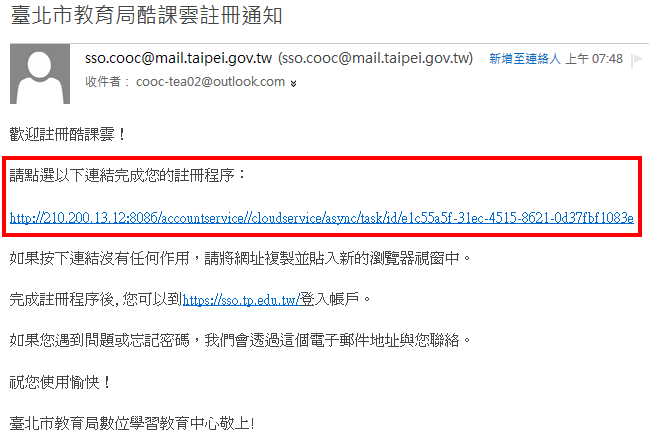 臺北市教育局酷課雲註冊通知
sso.cooc@mail.taipei.gov.tw (sso.cooc@mail.taipei.gov.tw) 新增至連絡人 上午 07:48
收件者： cooc-tea02@outlook.com
歡迎註冊酷課雲！
請點選以下連結完成您的註冊程序：
http://210.200.13.12:8086/accountservice//cloudservice/async/task/id/e1c55a5f-31ec-4515-8621-0d37fbf1083e
如果按下連結沒有任何作用，請將網址複製並貼入新的瀏覽器視窗中。
完成註冊程序後, 您可以到https://sso.tp.edu.tw/登入帳戶。
如果您遇到問題或忘記密碼，我們會透過這個電子郵件地址與您聯絡。
祝您使用愉快！
臺北市教育局數位學習教育中心敬上!